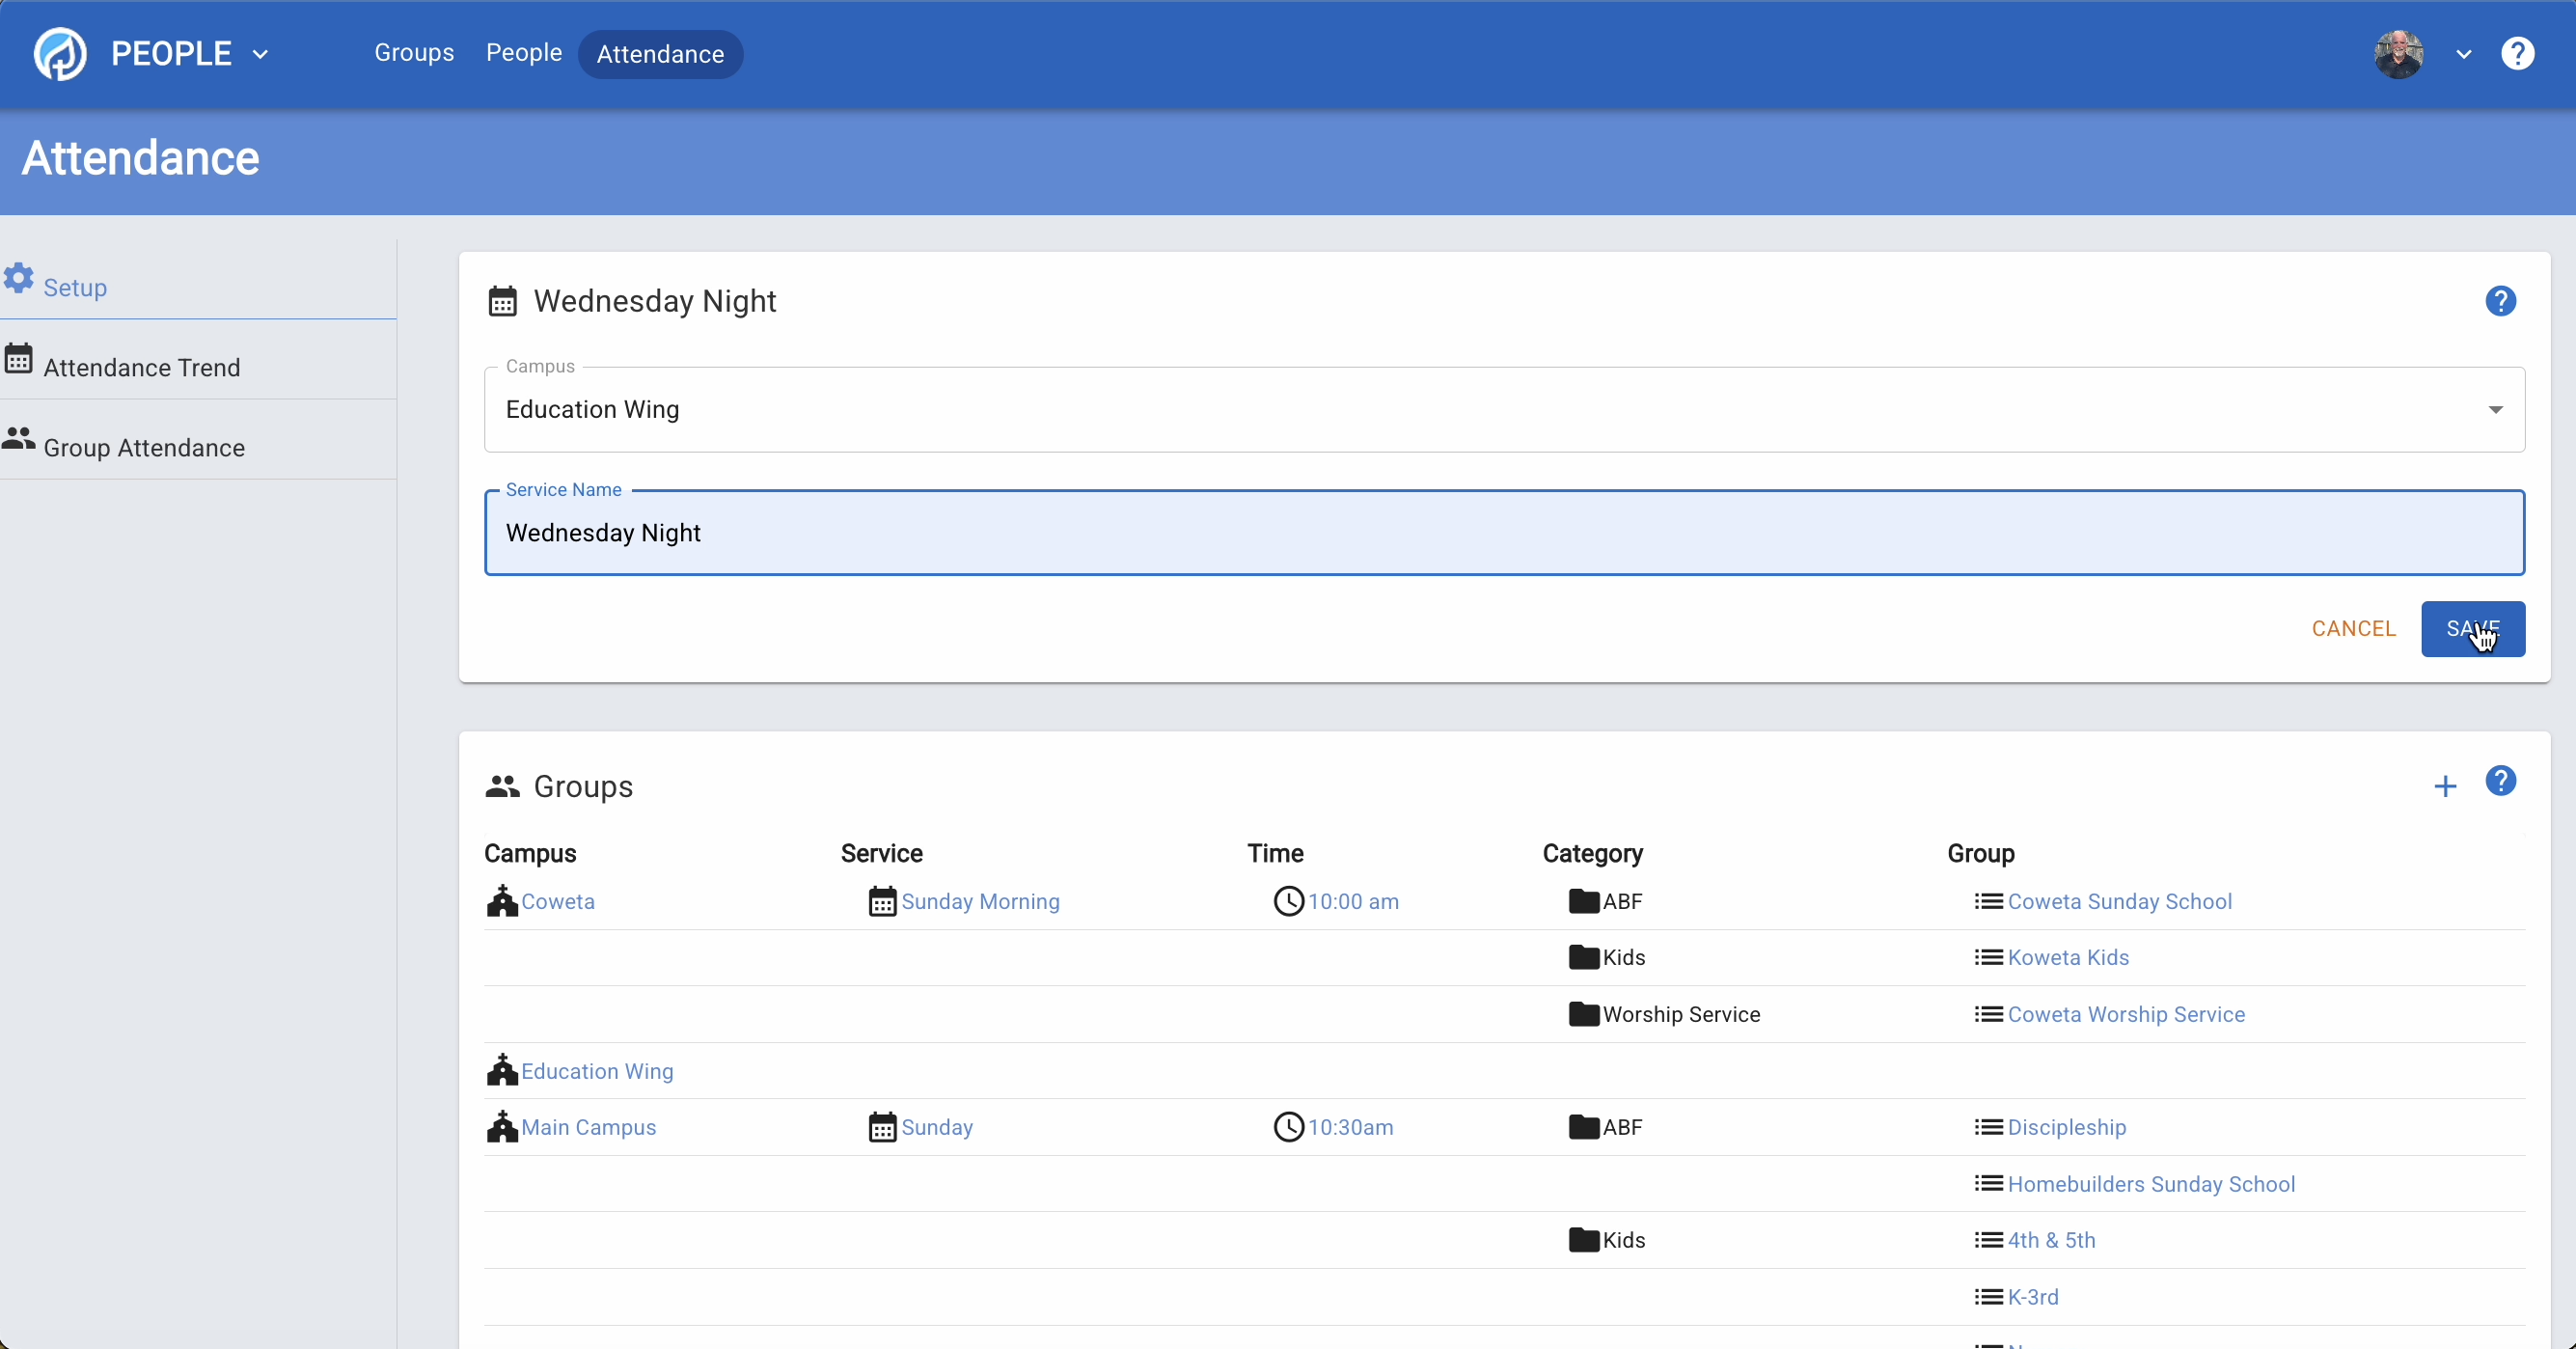 PEOPLE Groups People Attendance ?
Attendance
Setup
Attendance Trend
Group Attendance
Wednesday Night ?
Campus
Education Wing
Service Name
Wednesday Night
CANCEL SAVE
Groups + ?
Campus Service Time Category Group
Coweta Sunday Morning 10:00 am ABF Coweta Sunday School
Kids Koweta Kids
Worship Service Coweta Worship Service
Education Wing
Main Campus Sunday 10:30am ABF Discipleship
Homebuilders Sunday School
Kids 4th & 5th
K-3rd